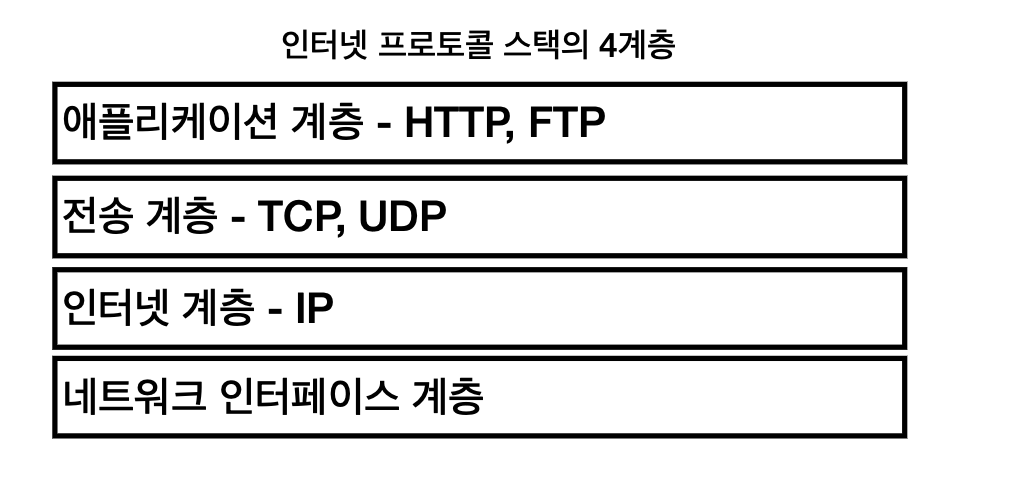 인터넷 프로토콜 스택의 4계층
애플리케이션 계층 - HTTP, FTP
전송 계층 - TCP, UDP
인터넷 계층 - IP
네트워크 인터페이스 계층